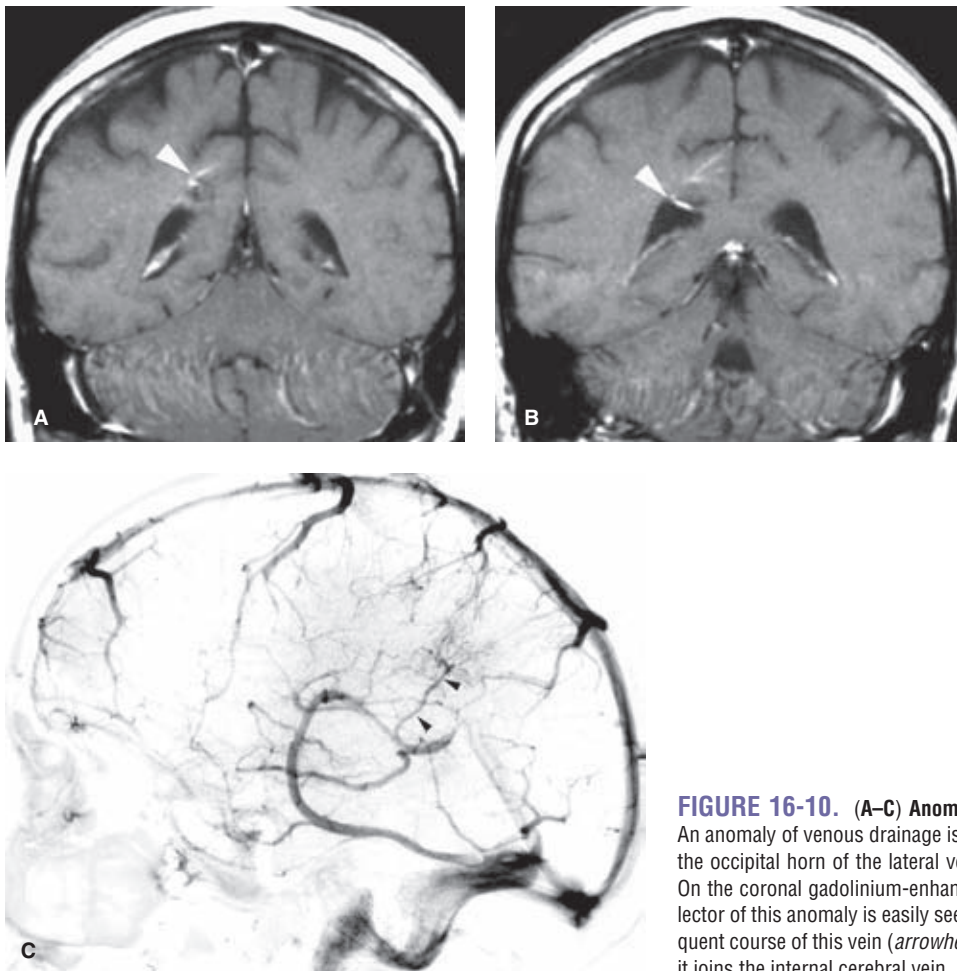 A
B
C
FIGURE 16-10. (A–C) Anom
An anomaly of venous drainage is
the occipital horn of the lateral ve
On the coronal gadolinium-enhan
lector of this anomaly is easily see
quent course of this vein (arrowhe
it joins the internal cerebral vein.